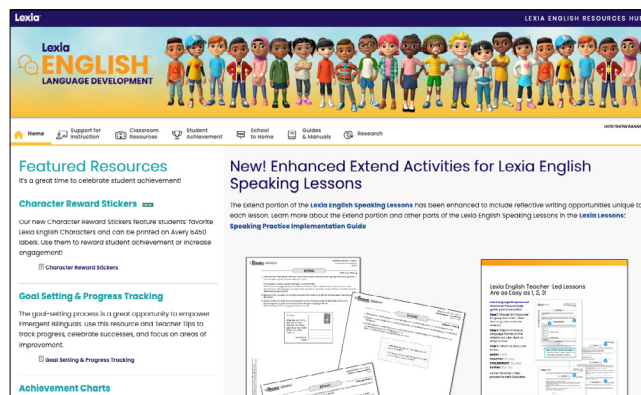 Lexia
LEXIA ENGLISH RESOURCES HUB
Lexia
ENGLISH
LANGUAGE DEVELOPMENT
Home
Support for
Instruction
Classroom
Resources
Student
Achievement
School
to Home
Guides
& Manuals
Research
Featured Resources
It's a great time to celebrate student achievement!
Character Reward Stickers
Our new Character Reward Stickers feature students' favorite
Lexia English Characters and can be printed on Avery 6450
labels. Use them to reward student achievement or increase
engagement!
Character Reward Stickers
Goal Setting & Progress Tracking
The goal-setting process is a great opportunity to empower
Emergent Bilinguals. Use this resource and Teacher Tips to
track progress, celebrate successes, and focus on areas of
improvement.
Goal Setting & Progress Tracking
Achievement Charts
New! Enhanced Extend Activities for Lexia English
Speaking Lessons
The Extend portion of the Lexia English Speaking Lessons has been enhanced to include reflective writing opportunities unique to
each lesson. Learn more about the Extend portion and other parts of the Lexia English Speaking Lessons in the Lexia Lessons:
Speaking Practice Implementation Guide
Lexia English Teacher-Led Lessons
Are as Easy as 1, 2, 3!